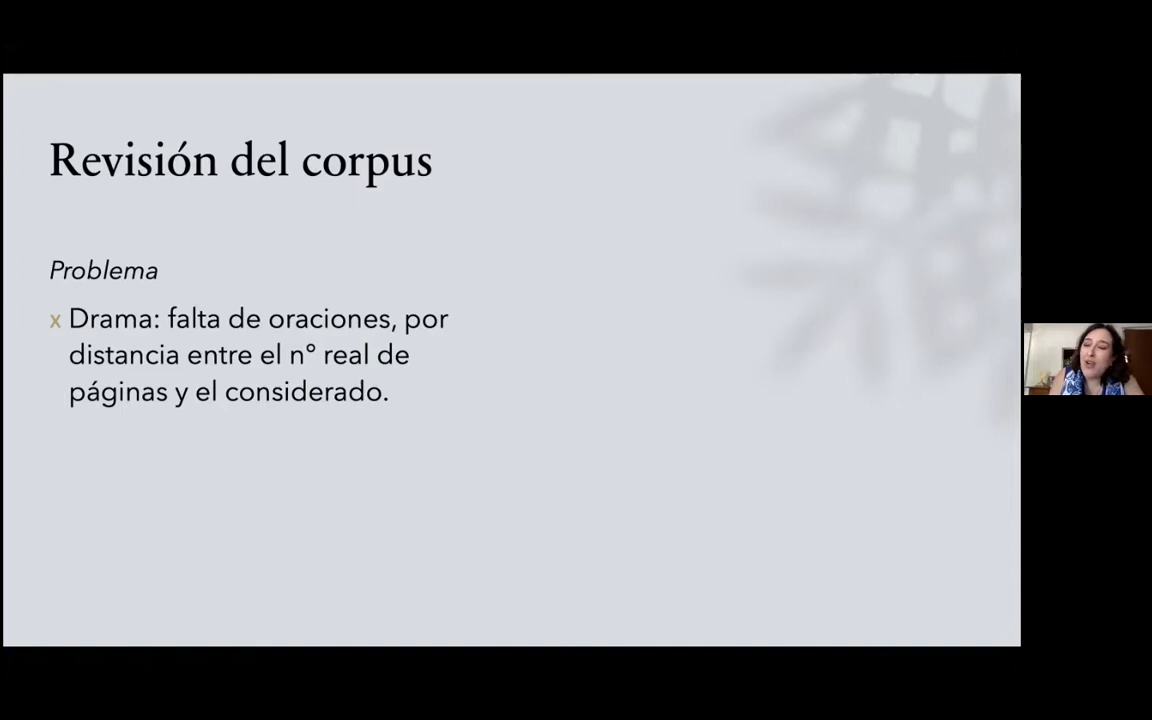 Revisión del corpus
Problema
x Drama: falta de oraciones, por
distancia entre el n° real de
páginas y el considerado.